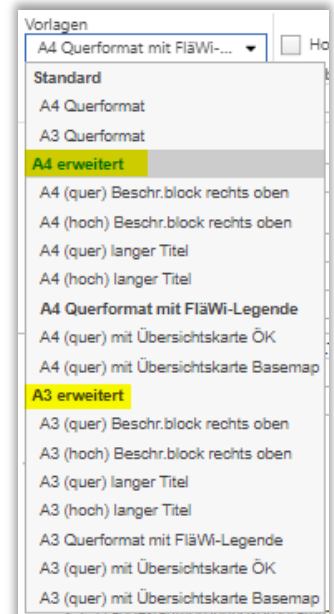 Vorlagen
A4 Querformat mit FläWi-...
Ho
Standard
A4 Querformat
A3 Querformat
A4 erweitert
A4 (quer) Beschr.block rechts oben
A4 (hoch) Beschr.block rechts oben
A4 (quer) langer Titel
A4 (hoch) langer Titel
A4 Querformat mit FläWi-Legende
A4 (quer) mit Übersichtskarte ÖK
A4 (quer) mit Übersichtskarte Basemap
A3 erweitert
A3 (quer) Beschr.block rechts oben
A3 (hoch) Beschr.block rechts oben
A3 (quer) langer Titel
A3 (hoch) langer Titel
A3 Querformat mit FläWi-Legende
A3 (quer) mit Übersichtskarte ÖK
A3 (quer) mit Übersichtskarte Basemap